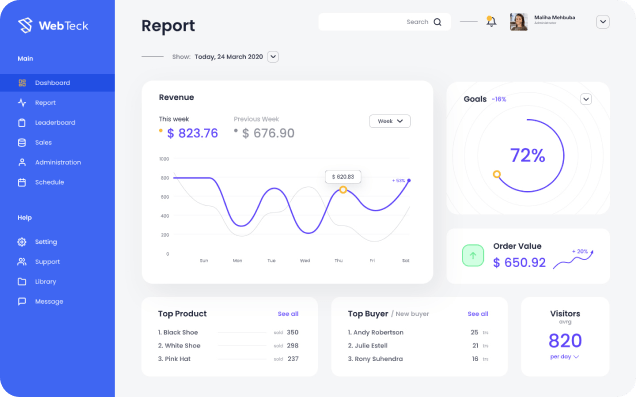 WebTeck
Main
Dashboard
Report
Leaderboard
Sales
Administration
Schedule
Help
Setting
Support
Library
Message
Report
Search
Maliha Mehbuba
Show: Today, 24 March 2020
Revenue
This week
Previous Week
* $ 823.76
* $ 676.90
Week
1000
800
600
400
200
0
$ 620.83
+ 53%
Sun
Mon
Tue
Wed
Thu
Fri
Sat
Goals -16%
72%
Order Value
$ 650.92
+ 20%
Top Product See all
1. Black Shoe sold 350
2. White Shoe sold 298
3. Pink Hat sold 237
Top Buyer / New buyer See all
1. Andy Robertson 25
2. Julie Estell 21
3. Rony Suhendra 16
Visitors
avrg
820
per day